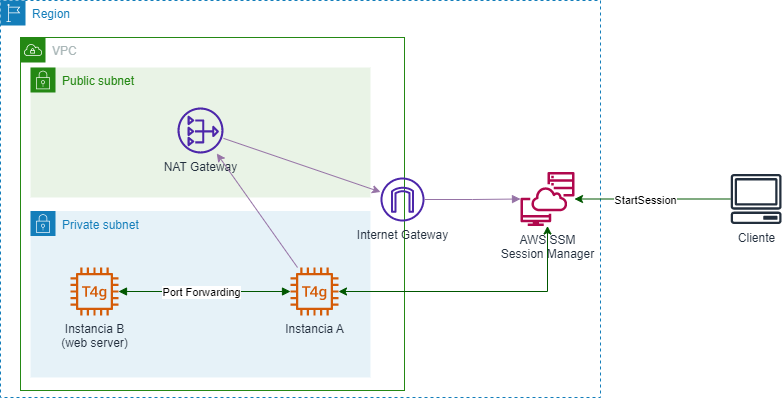 Region
VPC
Public subnet
NAT Gateway
Internet Gateway
AWS SSM
Session Manager
StartSession
Cliente
Private subnet
T4g
Port Forwarding
T4g
Instancia B
(web server)
Instancia A